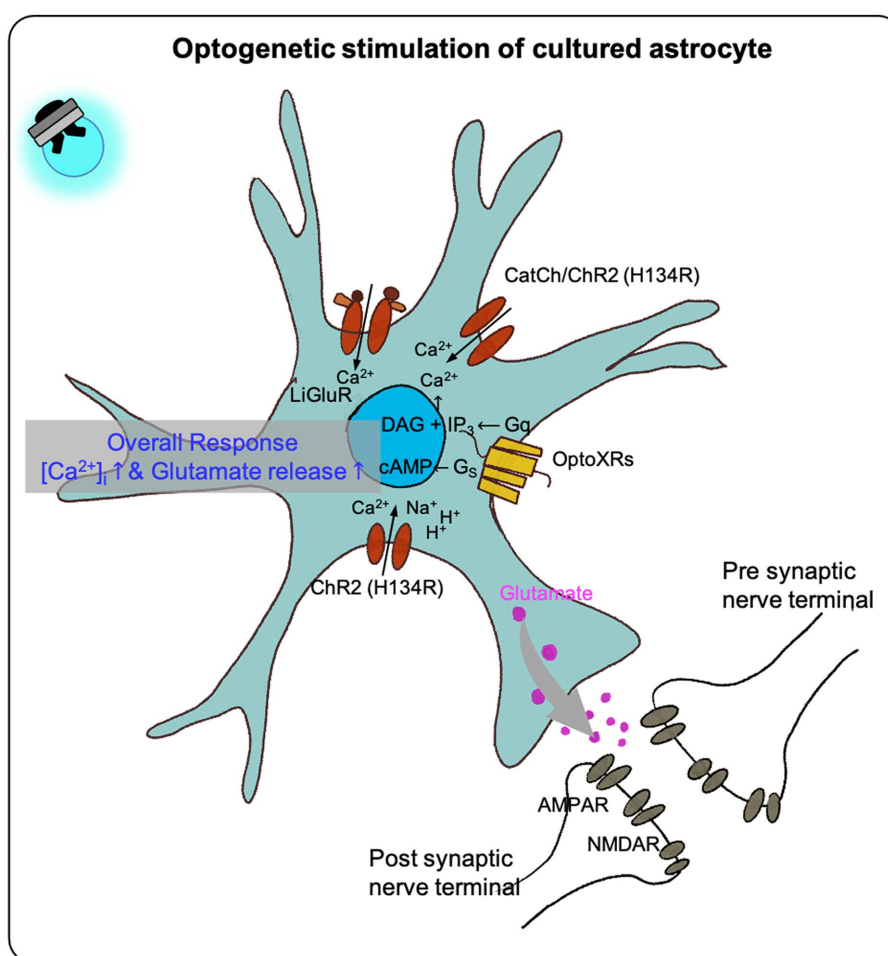 Optogenetic stimulation of cultured astrocyte
CatCh/ChR2 (H134R)
Ca²⁺
Ca²⁺
LiGluR
Ca²⁺
DAG + IP₃ ← Gq
OptoXRs
cAMP ← Gs
Overall Response
[Ca²⁺]i ↑ & Glutamate release ↑
Ca²⁺ Na⁺ H⁺
H⁺
ChR2 (H134R)
Glutamate
Pre synaptic
nerve terminal
AMPAR
NMDAR
Post synaptic
nerve terminal